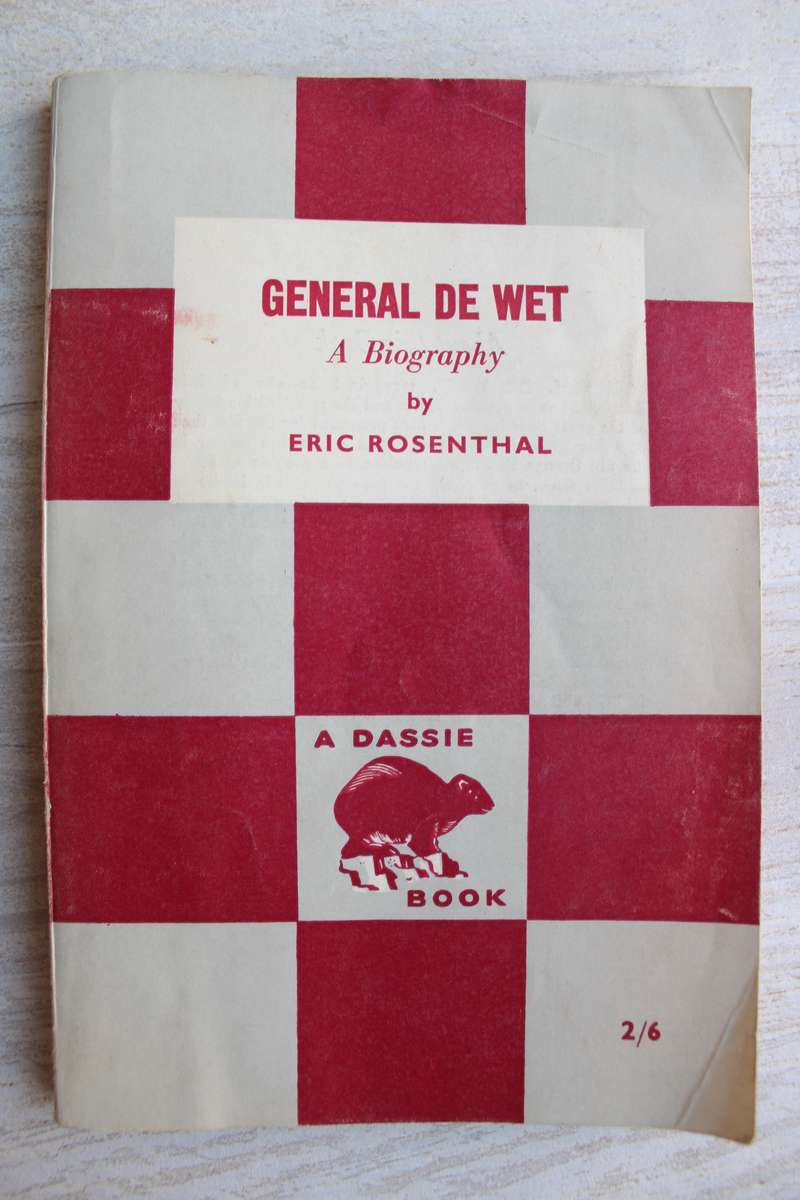 GENERAL DE WET
A Biography
by
ERIC ROSENTHAL
A DASSIE
BOOK
2/6